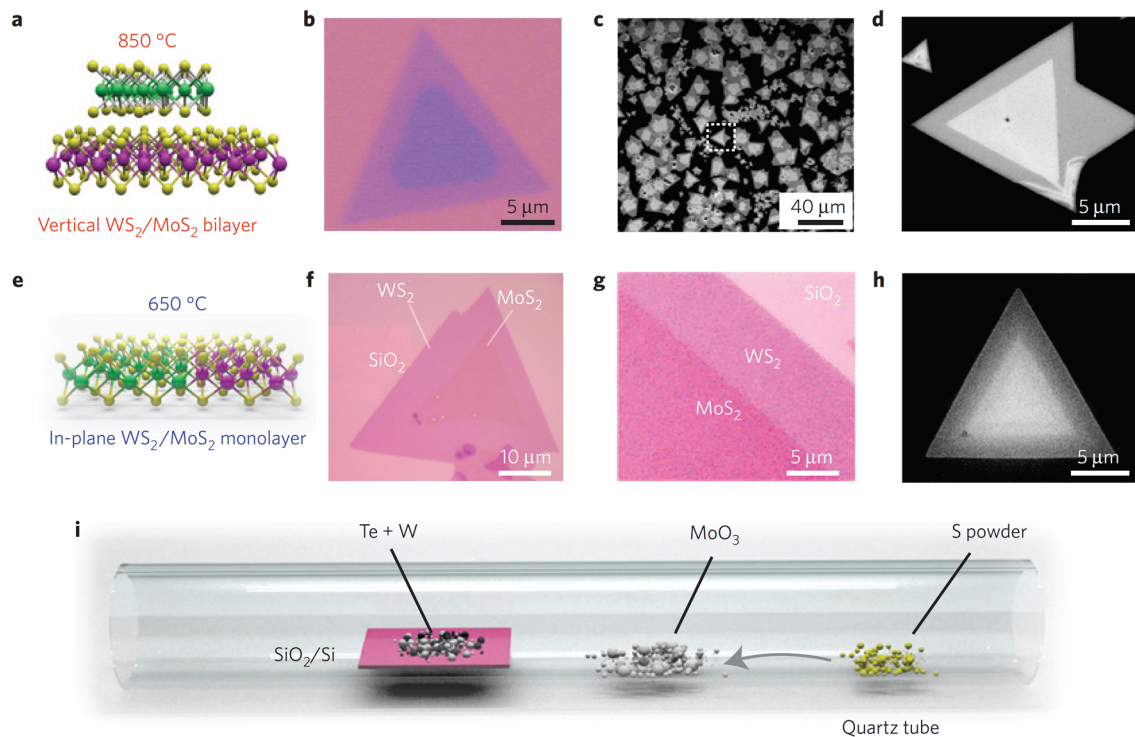 a
850 °C
Vertical WS₂/MoS₂ bilayer
b
5 μm
c
40 μm
d
5 μm
e
650 °C
In-plane WS₂/MoS₂ monolayer
f
WS₂
MoS₂
SiO₂
10 μm
g
SiO₂
WS₂
MoS₂
5 μm
h
5 μm
i
Te + W
MoO₃
S powder
SiO₂/Si
Quartz tube